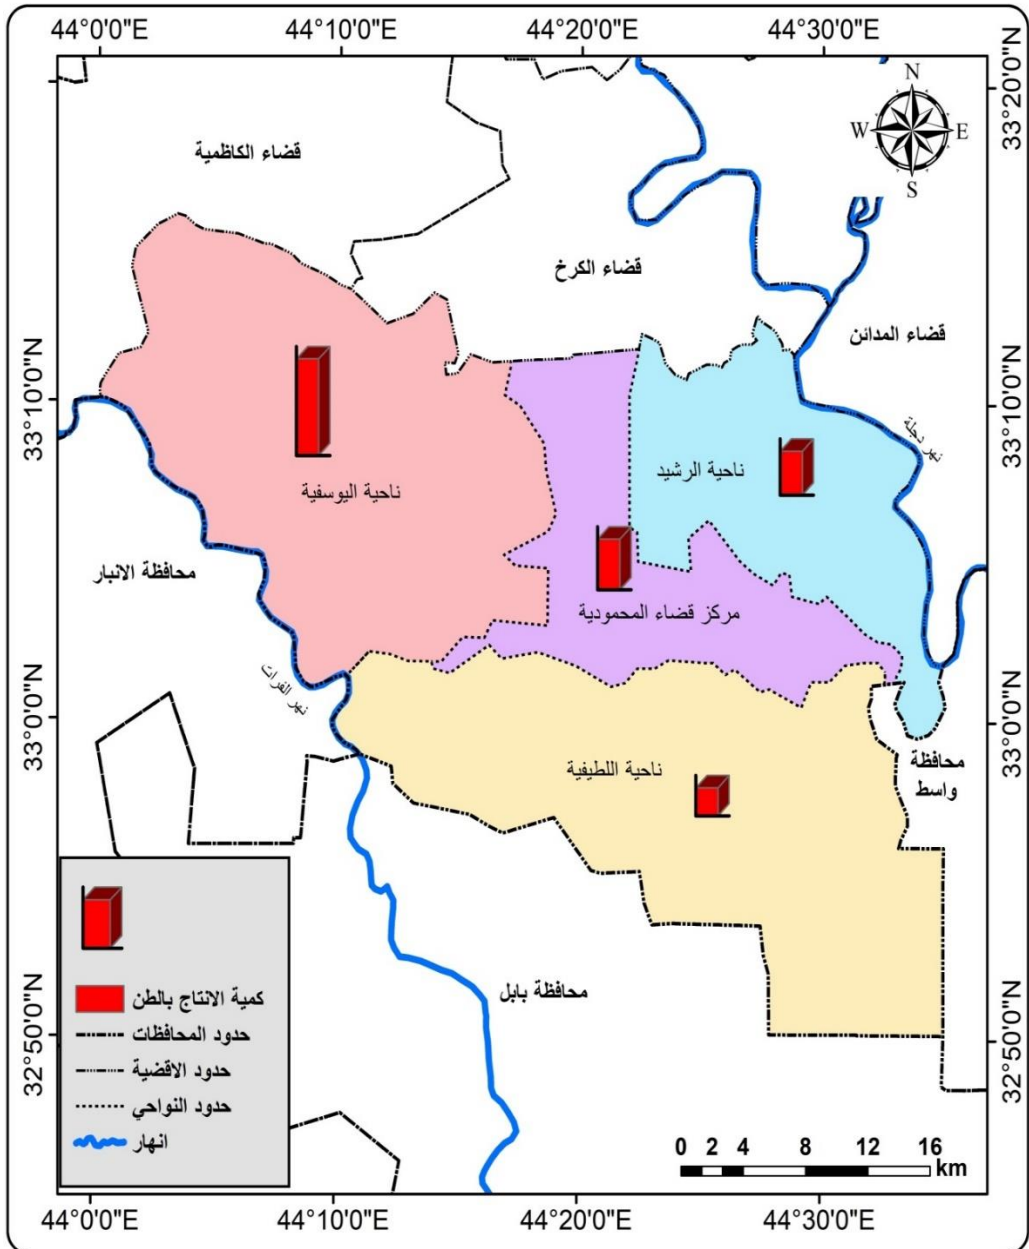 44°0'0"E
44°10'0"E
44°20'0"E
44°30'0"E
33°20'0"N
N
W
E
S
قضاء الكاظمية
قضاء الكرخ
قضاء المدائن
33°10'0"N
33°10'0"N
نهر دجلة
ناحية الرشيد
ناحية اليوسفية
محافظة الانبار
مركز قضاء المحمودية
نهر الفرات
33°0'0"N
33°0'0"N
محافظة
واسط
ناحية اللطيفية
كمية الانتاج بالطن
حدود المحافظات
حدود الاقضية
حدود النواحي
انهار
محافظة بابل
32°50'0"N
32°50'0"N
0 2 4 8 12 16
km
44°0'0"E
44°10'0"E
44°20'0"E
44°30'0"E